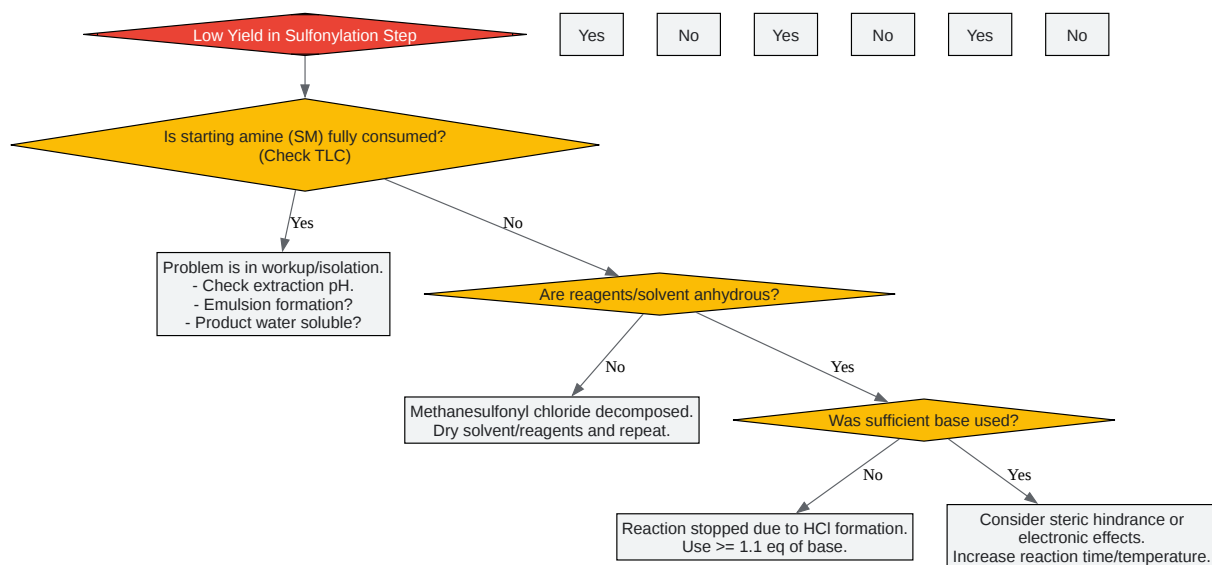 Low Yield in Sulfonylation Step
Yes
No
Yes
No
Yes
No
Is starting amine (SM) fully consumed?
(Check TLC)
Yes
No
Problem is in workup/isolation.
- Check extraction pH.
- Emulsion formation?
- Product water soluble?
Are reagents/solvent anhydrous?
No
Yes
Methanesulfonyl chloride decomposed.
Dry solvent/reagents and repeat.
Was sufficient base used?
No
Yes
Reaction stopped due to HCl formation.
Use >= 1.1 eq of base.
Consider steric hindrance or
electronic effects.
Increase reaction time/temperature.